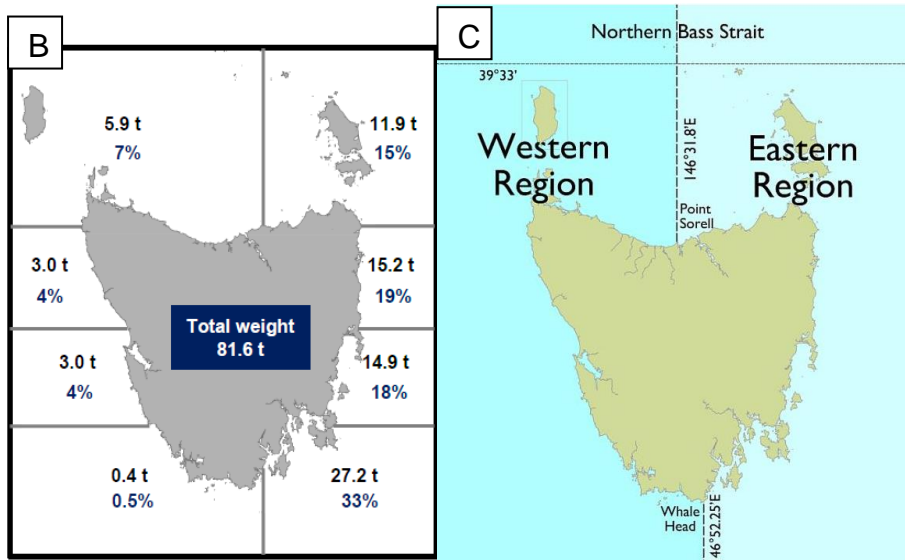 B
5.9 t
7%
11.9 t
15%
3.0 t
4%
15.2 t
19%
Total weight
81.6 t
3.0 t
4%
14.9 t
18%
0.4 t
0.5%
27.2 t
33%
C
Northern Bass Strait
39°33'
146°31.8'E
Western
Region
Eastern
Region
Point
Sorell
Whale
Head
46°52.25'E